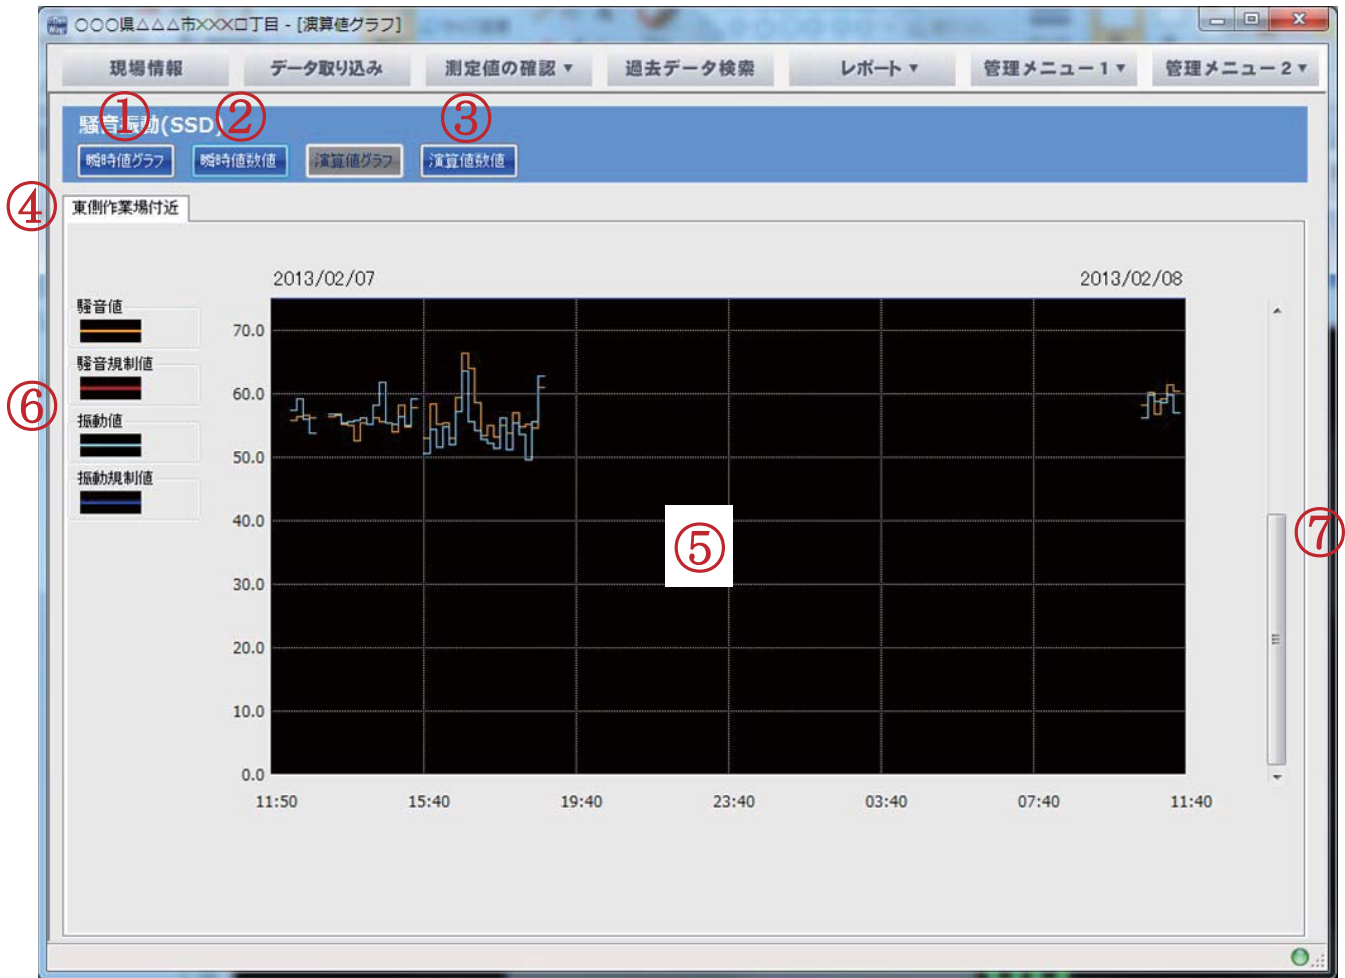 ○○○県△△△市×××ロ丁目 - [演算値グラフ]
現場情報 データ取り込み 測定値の確認 ▼ 過去データ検索 レポート ▼ 管理メニュー1 ▼ 管理メニュー2 ▼
① ② ③
騒音振動(SSD)
瞬時値グラフ 瞬時値数値 演算値グラフ 演算値数値
④
東側作業場付近
2013/02/07 2013/02/08
騒音値
騒音規制値
⑥
振動値
振動規制値
70.0
60.0
50.0
40.0
⑤
⑦
30.0
20.0
10.0
0.0
11:50 15:40 19:40 23:40 03:40 07:40 11:40